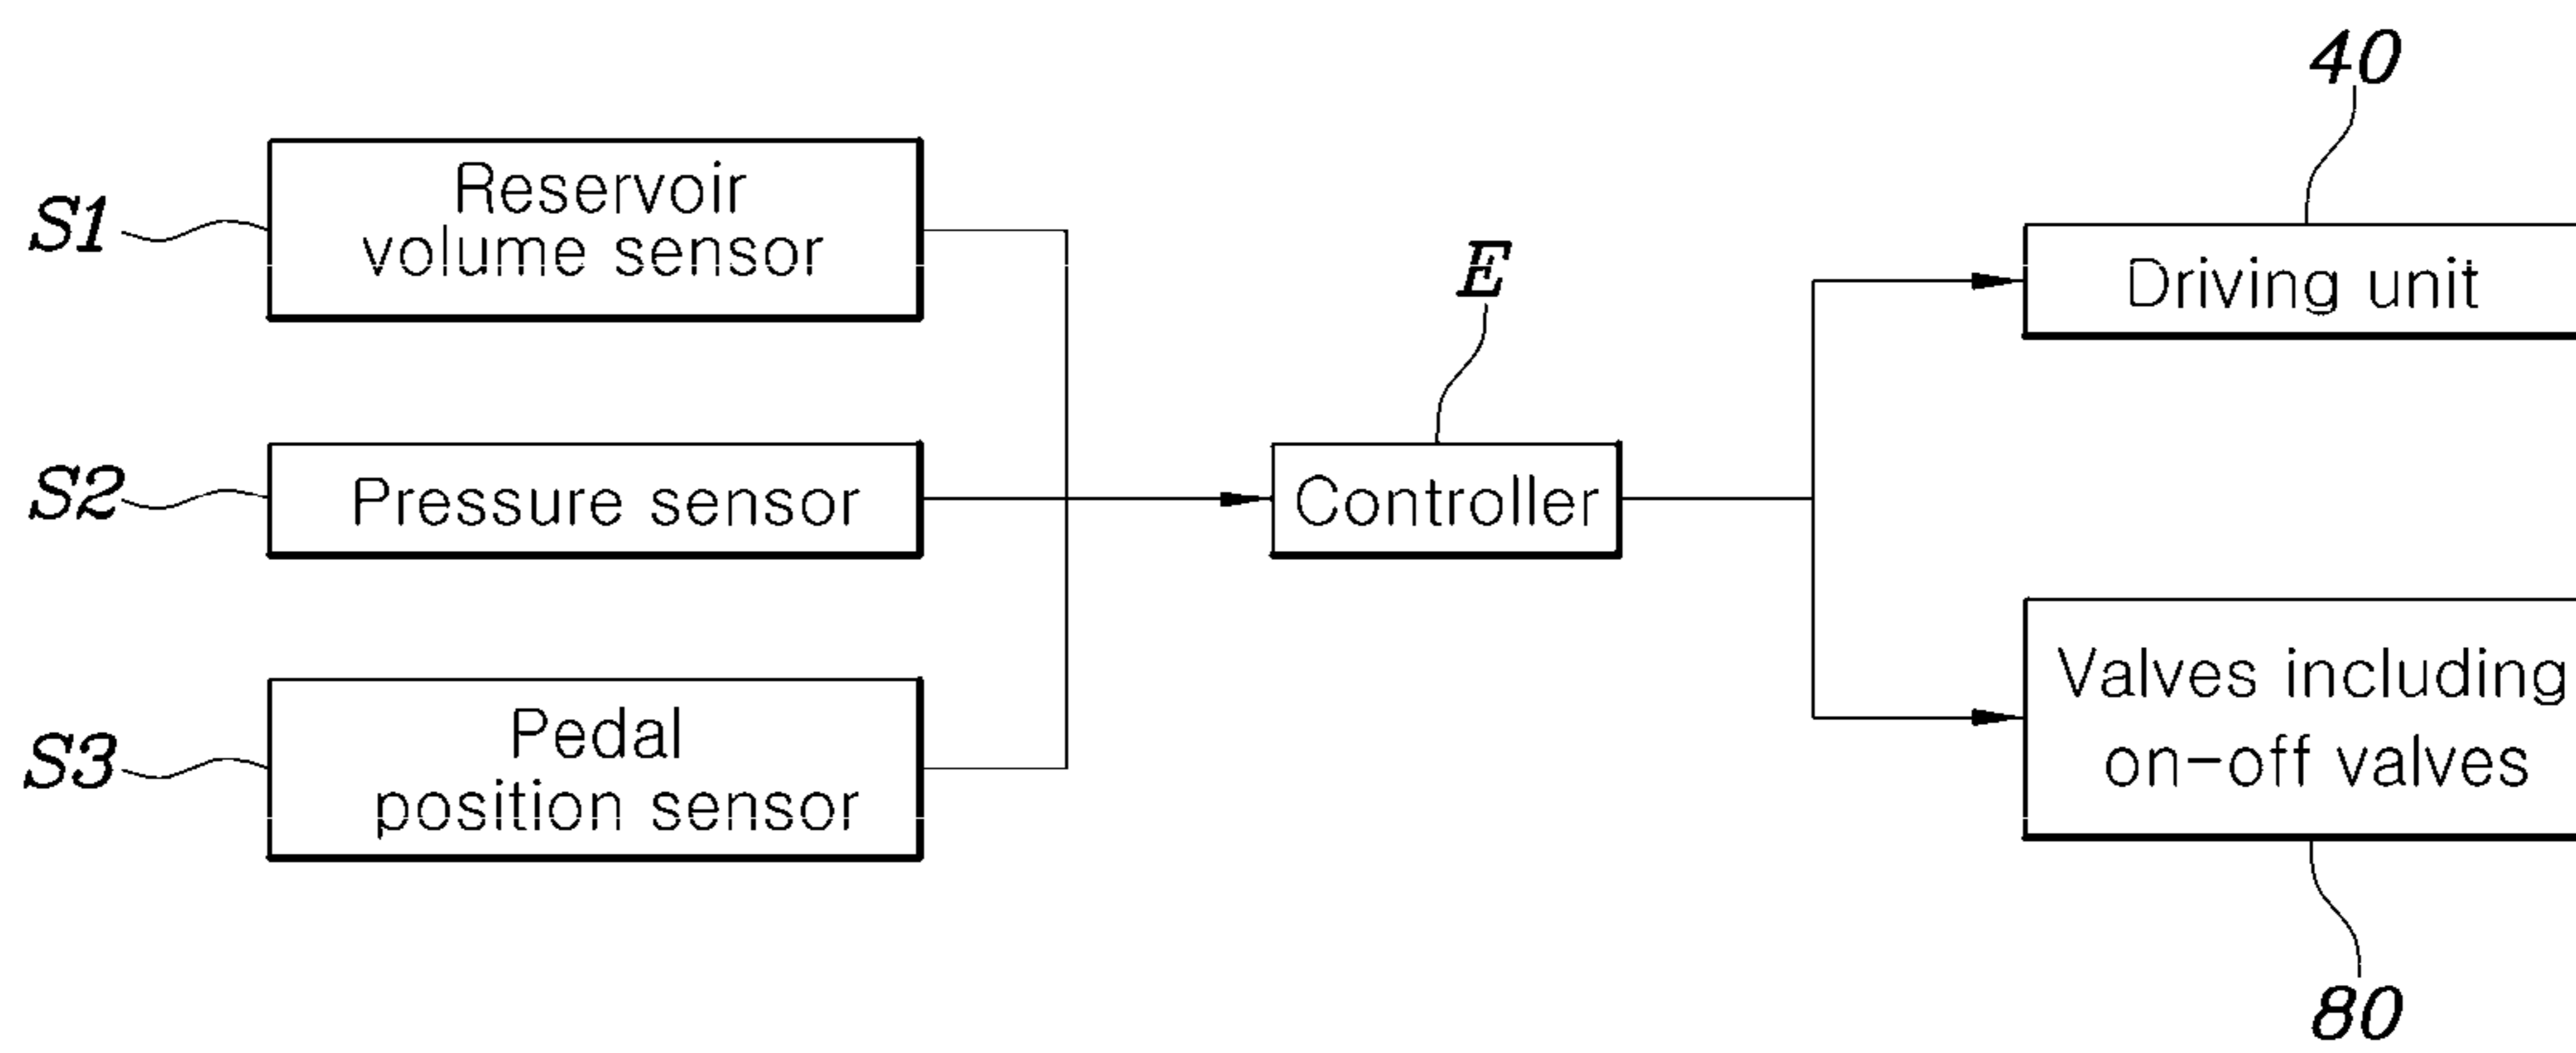 40
S1
Reservoir
volume sensor
E
Driving unit
S2
Pressure sensor
Controller
S3
Pedal
position sensor
Valves including
on-off valves
80